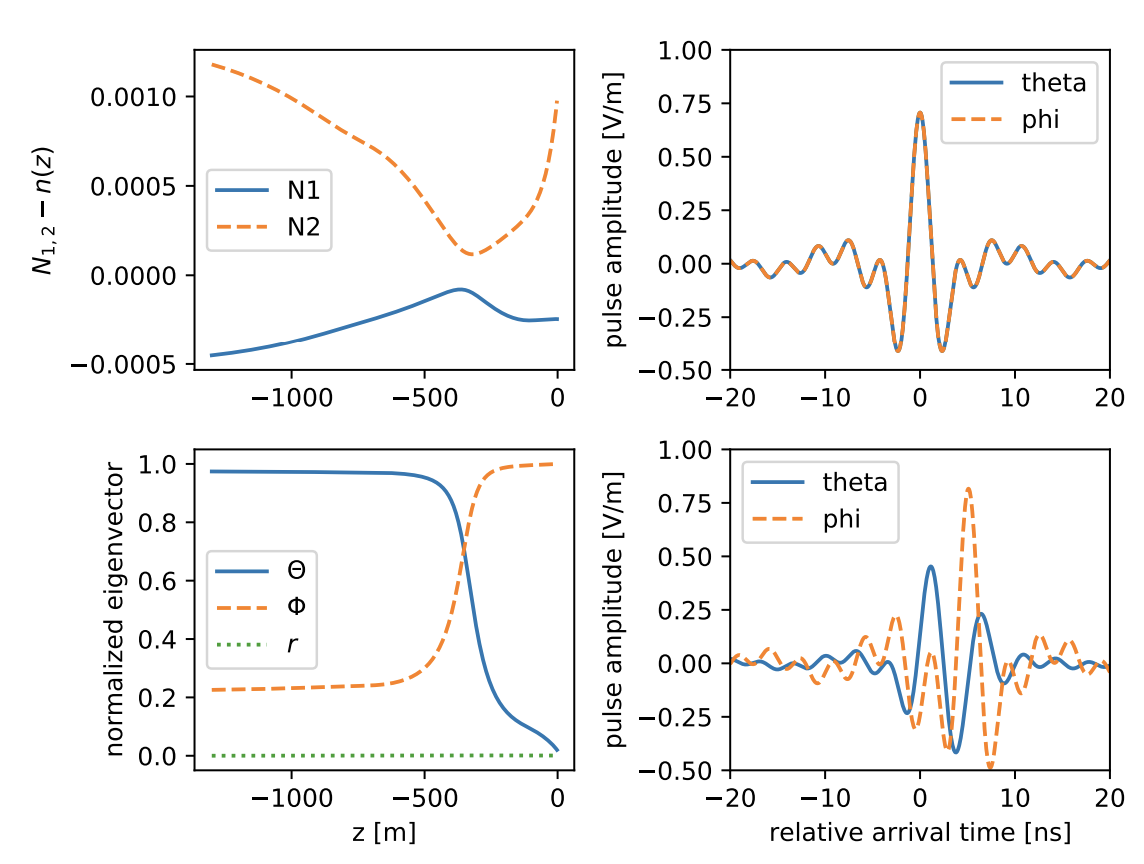 N1,2 − n(z)
0.0010
0.0005
0.0000
−0.0005
N1
N2
−1000
−500
0
pulse amplitude [V/m]
1.00
0.75
0.50
0.25
0.00
−0.25
−0.50
theta
phi
−20
−10
0
10
20
normalized eigenvector
1.0
0.8
0.6
0.4
0.2
0.0
Θ
Φ
r
−1000
−500
0
z [m]
pulse amplitude [V/m]
1.00
0.75
0.50
0.25
0.00
−0.25
−0.50
theta
phi
−20
−10
0
10
20
relative arrival time [ns]